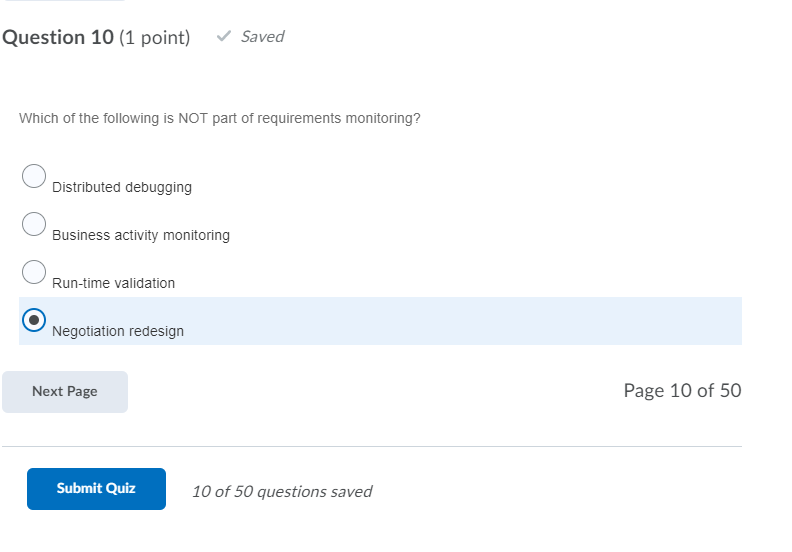 Question 10 (1 point) Saved
Which of the following is NOT part of requirements monitoring?
Distributed debugging
Business activity monitoring
Run-time validation
Negotiation redesign
Next Page Page 10 of 50
Submit Quiz 10 of 50 questions saved